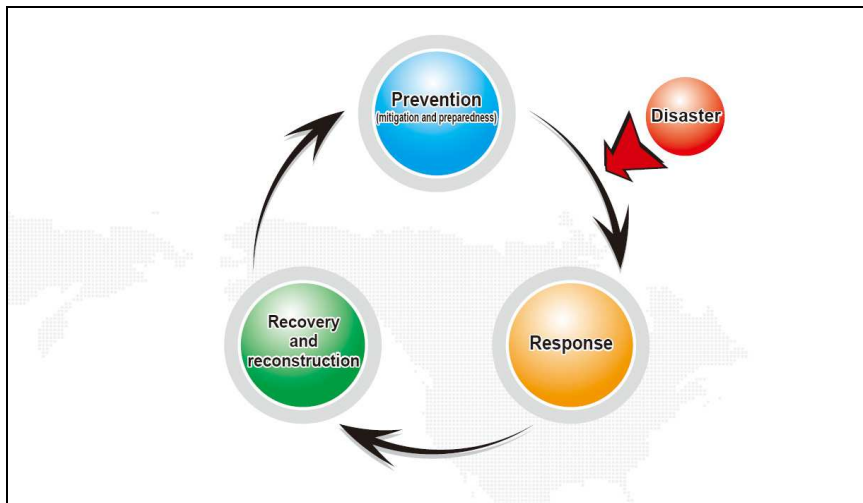 Prevention
(mitigation and preparedness)
Disaster
Response
Recovery
and
reconstruction